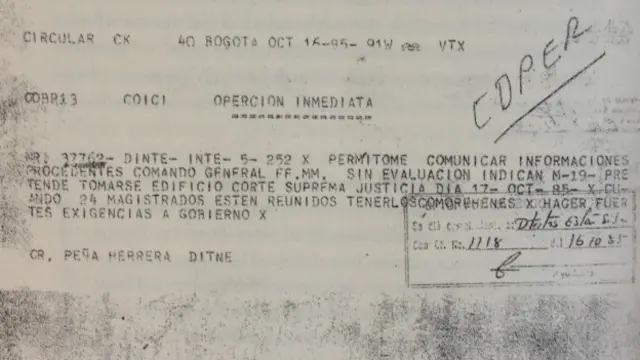 CIRCULAR CK 40 BOGOTA OCT 16-95- 91W VTX
COPER
COBR13 COICI OPERCION INMEDIATA
NR: 37762- DINTE- INTE- 5- 252 X PERMITOME COMUNICAR INFORMACIONES
PROCEDENTES COMANDO GENERAL FF.MM. SIN EVALUACION INDICAN M-19- PRE
TENDE TOMARSE EDIFICIO CORTE SUPREMA JUSTICIA DIA 17- OCT- 85- X CU-
ANDO 24 MAGISTRADOS ESTEN REUNIDOS TENERLOSCOMOREHENES X HACER FUER
TES EXIGENCIAS A GOBIERNO X
1118 16 10 85
CR. PEÑA HERRERA DITNE